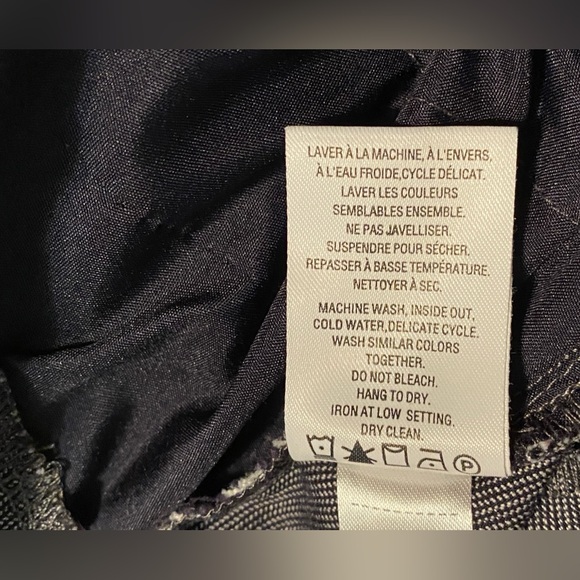 LAVER À LA MACHINE, À L'ENVERS,
À L'EAU FROIDE,CYCLE DÉLICAT.
LAVER LES COULEURS
SEMBLABLES ENSEMBLE.
NE PAS JAVELLISER.
SUSPENDRE POUR SÉCHER.
REPASSER À BASSE TEMPÉRATURE.
NETTOYER À SEC.
MACHINE WASH, INSIDE OUT,
COLD WATER,DELICATE CYCLE.
WASH SIMILAR COLORS
TOGETHER.
DO NOT BLEACH.
HANG TO DRY.
IRON AT LOW SETTING.
DRY CLEAN.
P